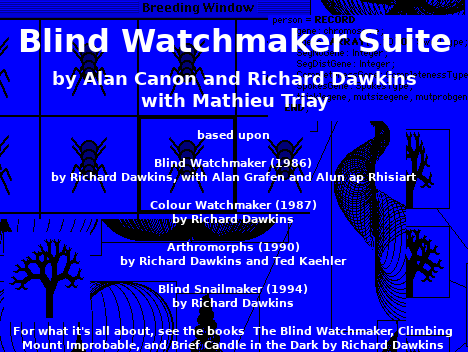 Breeding Window
person = RECORD
Blind Watchmaker Suite
by Alan Canon and Richard Dawkins
with Mathieu Triay
based upon
Blind Watchmaker (1986)
by Richard Dawkins, with Alan Grafen and Alun ap Rhisiart
Colour Watchmaker (1987)
by Richard Dawkins
Arthromorphs (1990)
by Richard Dawkins and Ted Kaehler
Blind Snailmaker (1994)
by Richard Dawkins
For what it's all about, see the books The Blind Watchmaker, Climbing
Mount Improbable, and Brief Candle in the Dark by Richard Dawkins